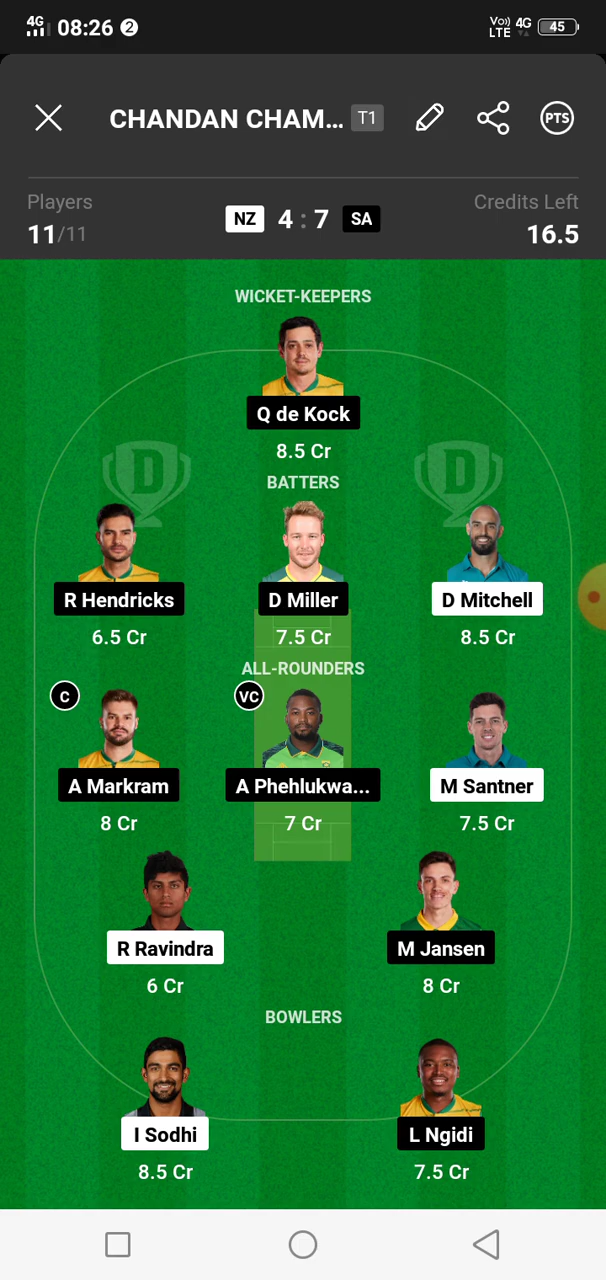 4G 08:26 2 Vo)) LTE 4G 45
CHANDAN CHAM... T1 PTS
Players Credits Left
11/11 NZ 4 : 7 SA 16.5
WICKET-KEEPERS
Q de Kock
8.5 Cr
BATTERS
R Hendricks D Miller D Mitchell
6.5 Cr 7.5 Cr 8.5 Cr
ALL-ROUNDERS
C VC
A Markram A Phehlukwa... M Santner
8 Cr 7 Cr 7.5 Cr
R Ravindra M Jansen
6 Cr 8 Cr
BOWLERS
I Sodhi L Ngidi
8.5 Cr 7.5 Cr